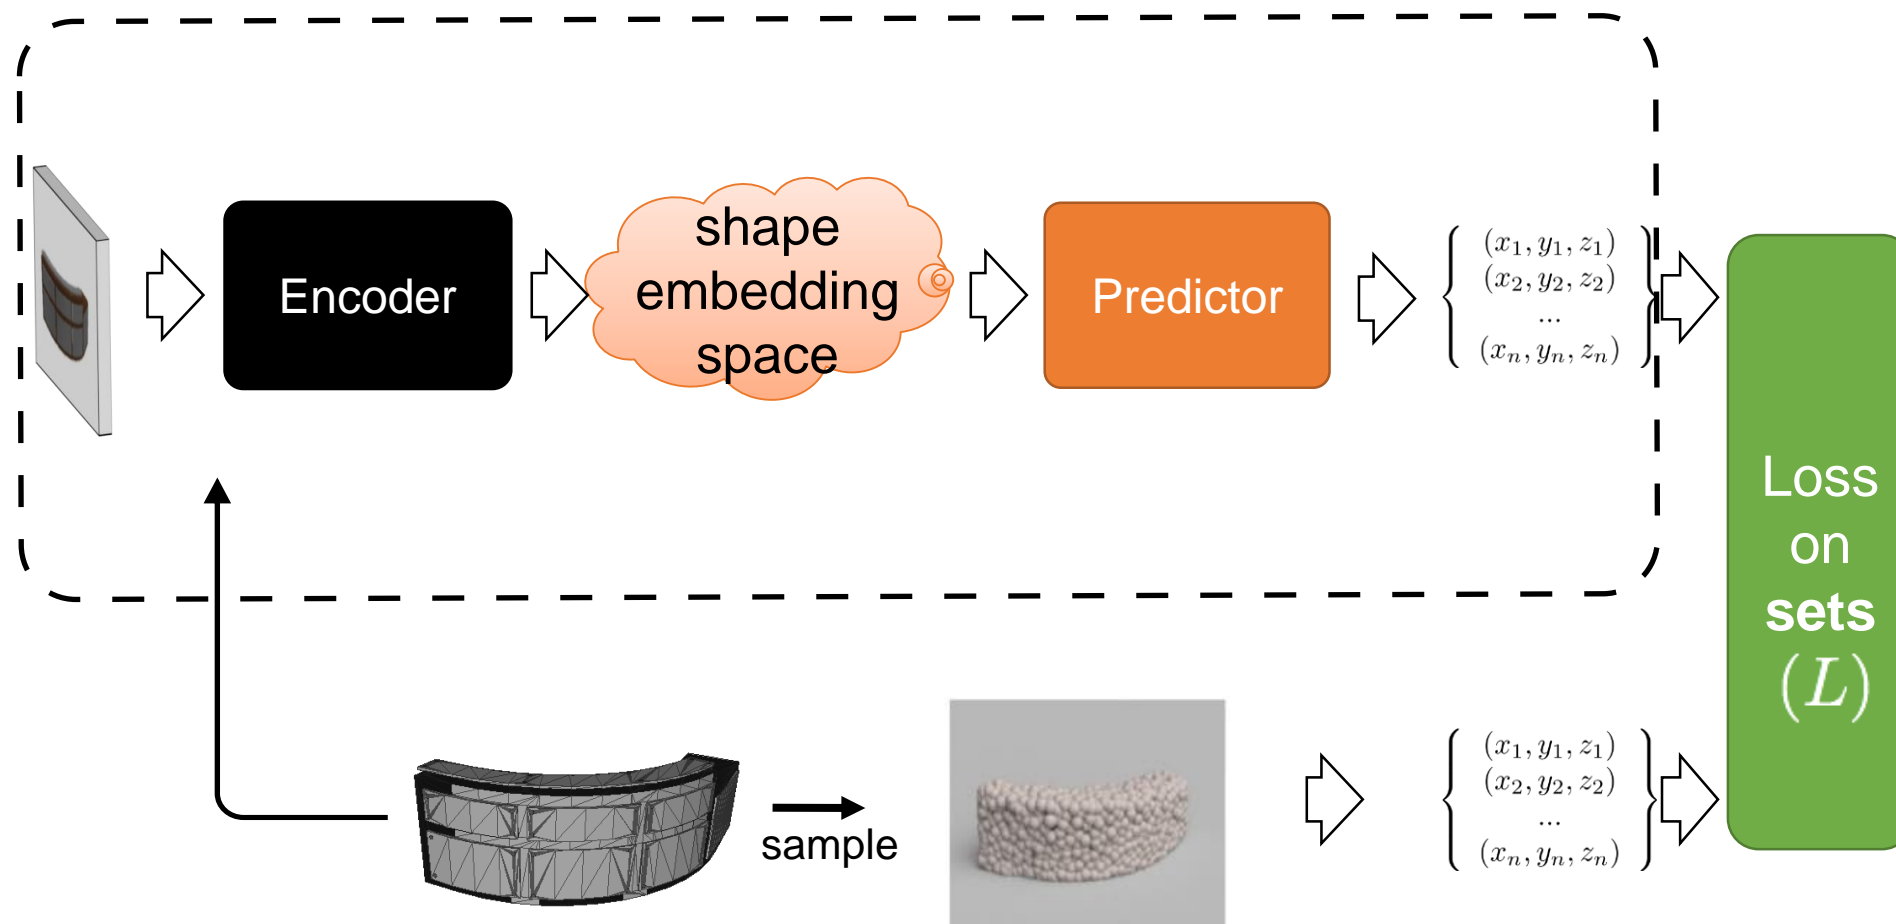 Encoder
shape
embedding
space
Predictor
(x₁, y₁, z₁)
(x₂, y₂, z₂)
...
(xₙ, yₙ, zₙ)
Loss
on
sets
(L)
sample
(x₁, y₁, z₁)
(x₂, y₂, z₂)
...
(xₙ, yₙ, zₙ)